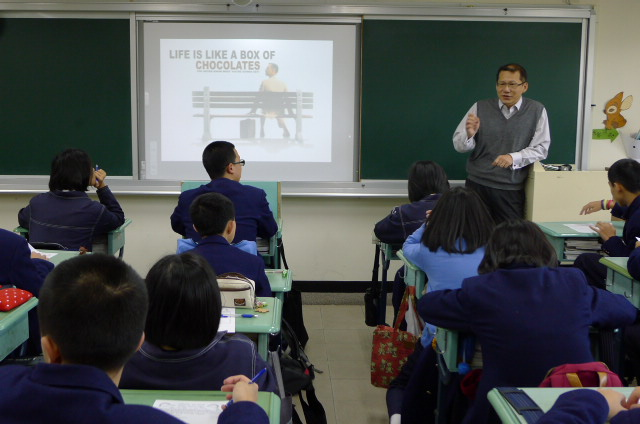 LIFE IS LIKE A BOX OF
CHOCOLATES